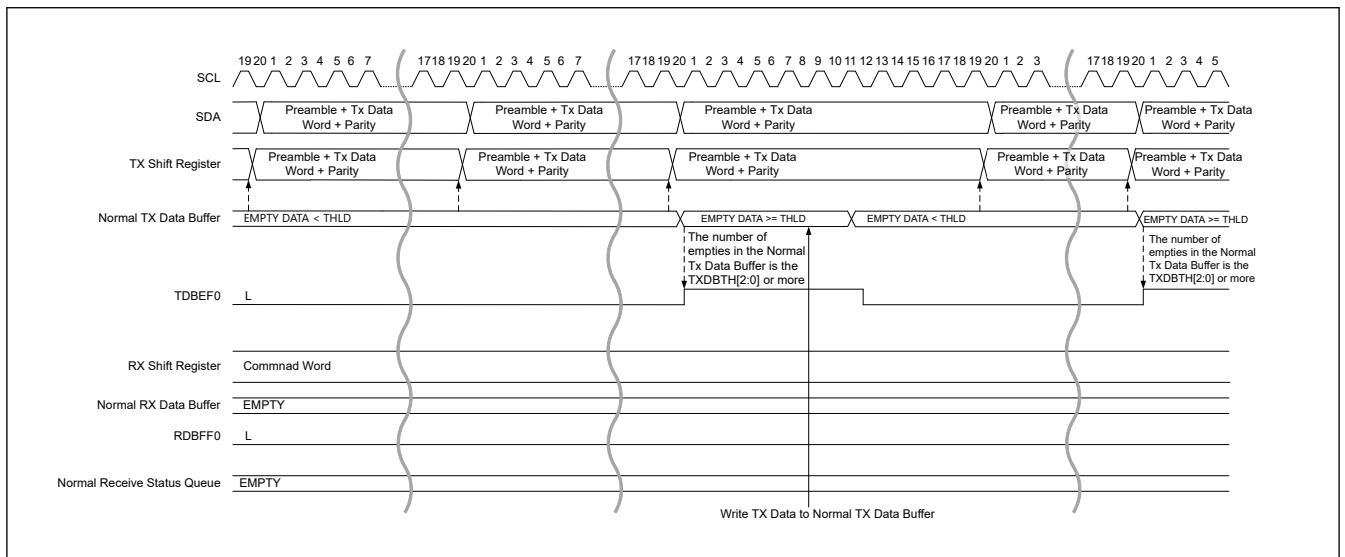 19 20 1 2 3 4 5 6 7 17 18 19 20 1 2 3 4 5 6 7 17 18 19 20 1 2 3 4 5 6 7 8 9 10 11 12 13 14 15 16 17 18 19 20 1 2 3 17 18 19 20 1 2 3 4 5
SCL
SDA
Preamble + Tx Data
Word + Parity
Preamble + Tx Data
Word + Parity
Preamble + Tx Data
Word + Parity
Preamble + Tx Data
Word + Parity
Preamble + Tx Data
Word + Parity
TX Shift Register
Preamble + Tx Data
Word + Parity
Preamble + Tx Data
Word + Parity
Preamble + Tx Data
Word + Parity
Preamble + Tx Data
Word + Parity
Preamble + Tx Data
Word + Parity
Normal TX Data Buffer
EMPTY DATA < THLD
EMPTY DATA >= THLD
EMPTY DATA < THLD
EMPTY DATA >= THLD
The number of
empties in the Normal
Tx Data Buffer is the
TXDBTH[2:0] or more
The number of
empties in the Normal
Tx Data Buffer is the
TXDBTH[2:0] or more
TDBEF0
L
RX Shift Register
Commnad Word
Normal RX Data Buffer
EMPTY
RDBFF0
L
Normal Receive Status Queue
EMPTY
Write TX Data to Normal TX Data Buffer